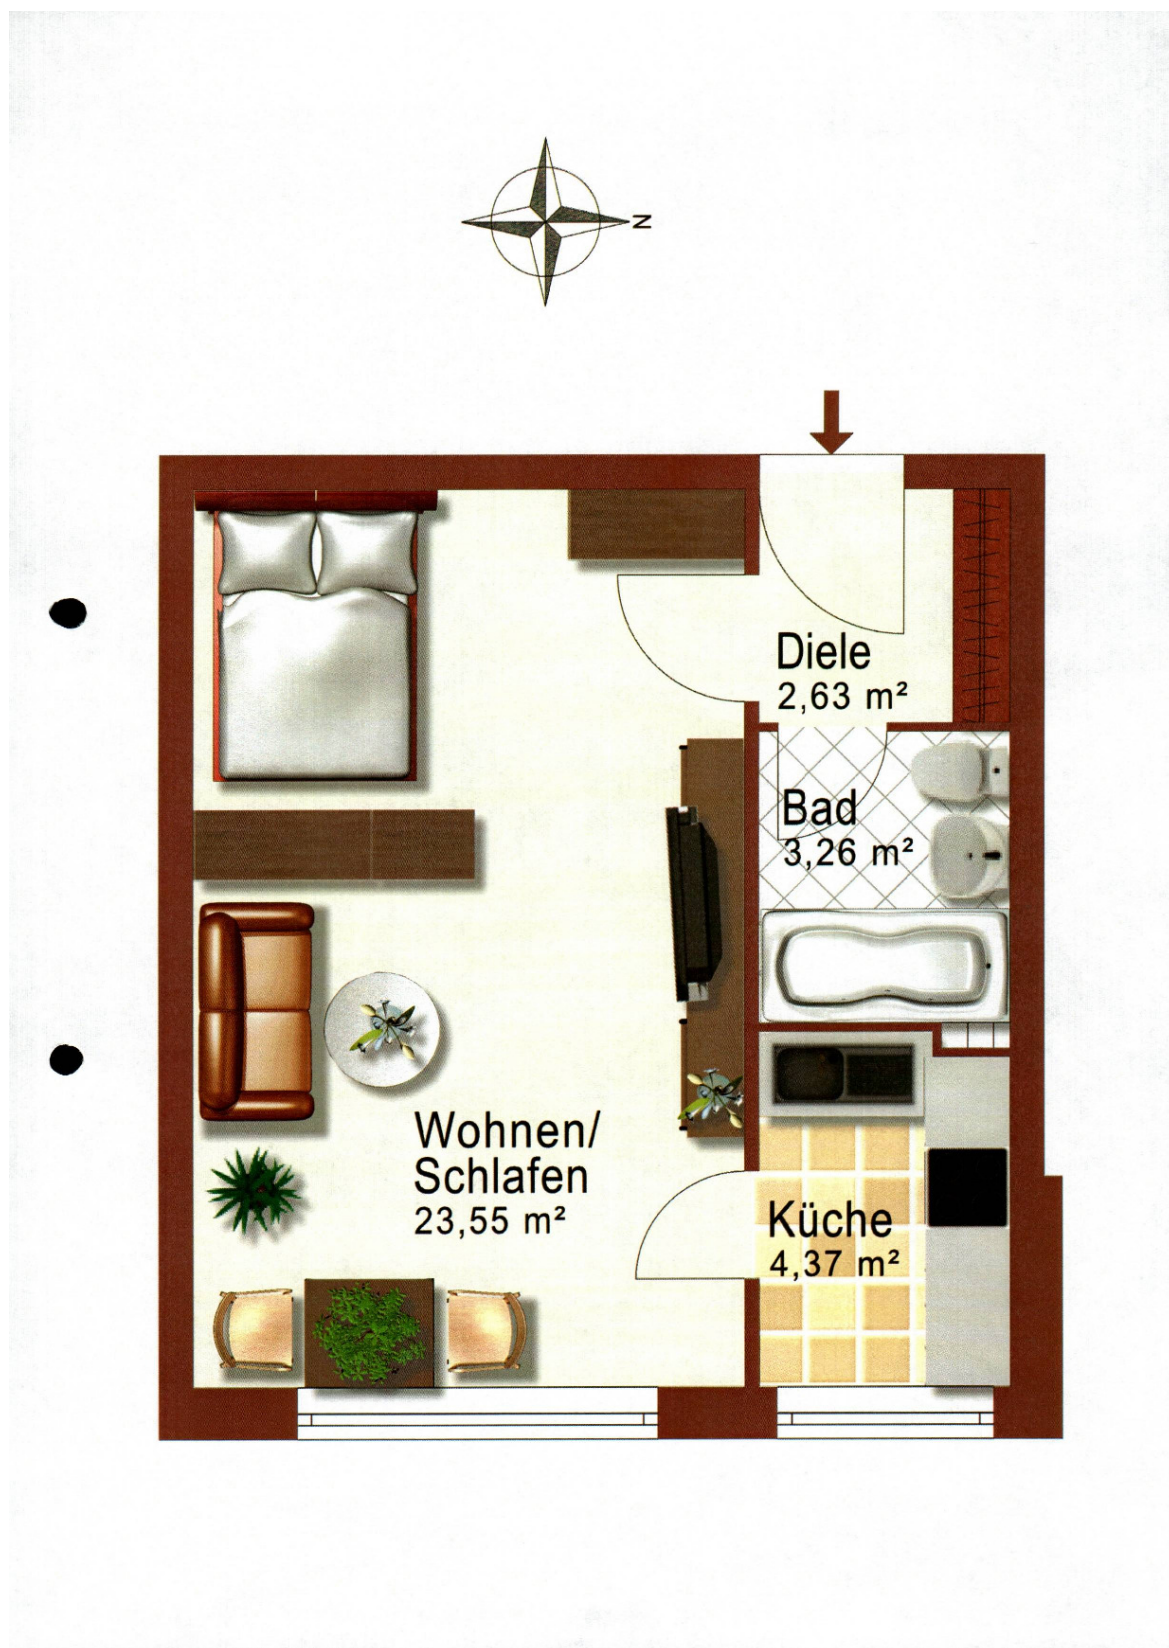 N
Diele
2,63 m²
Bad
3,26 m²
Wohnen/
Schlafen
23,55 m²
Küche
4,37 m²